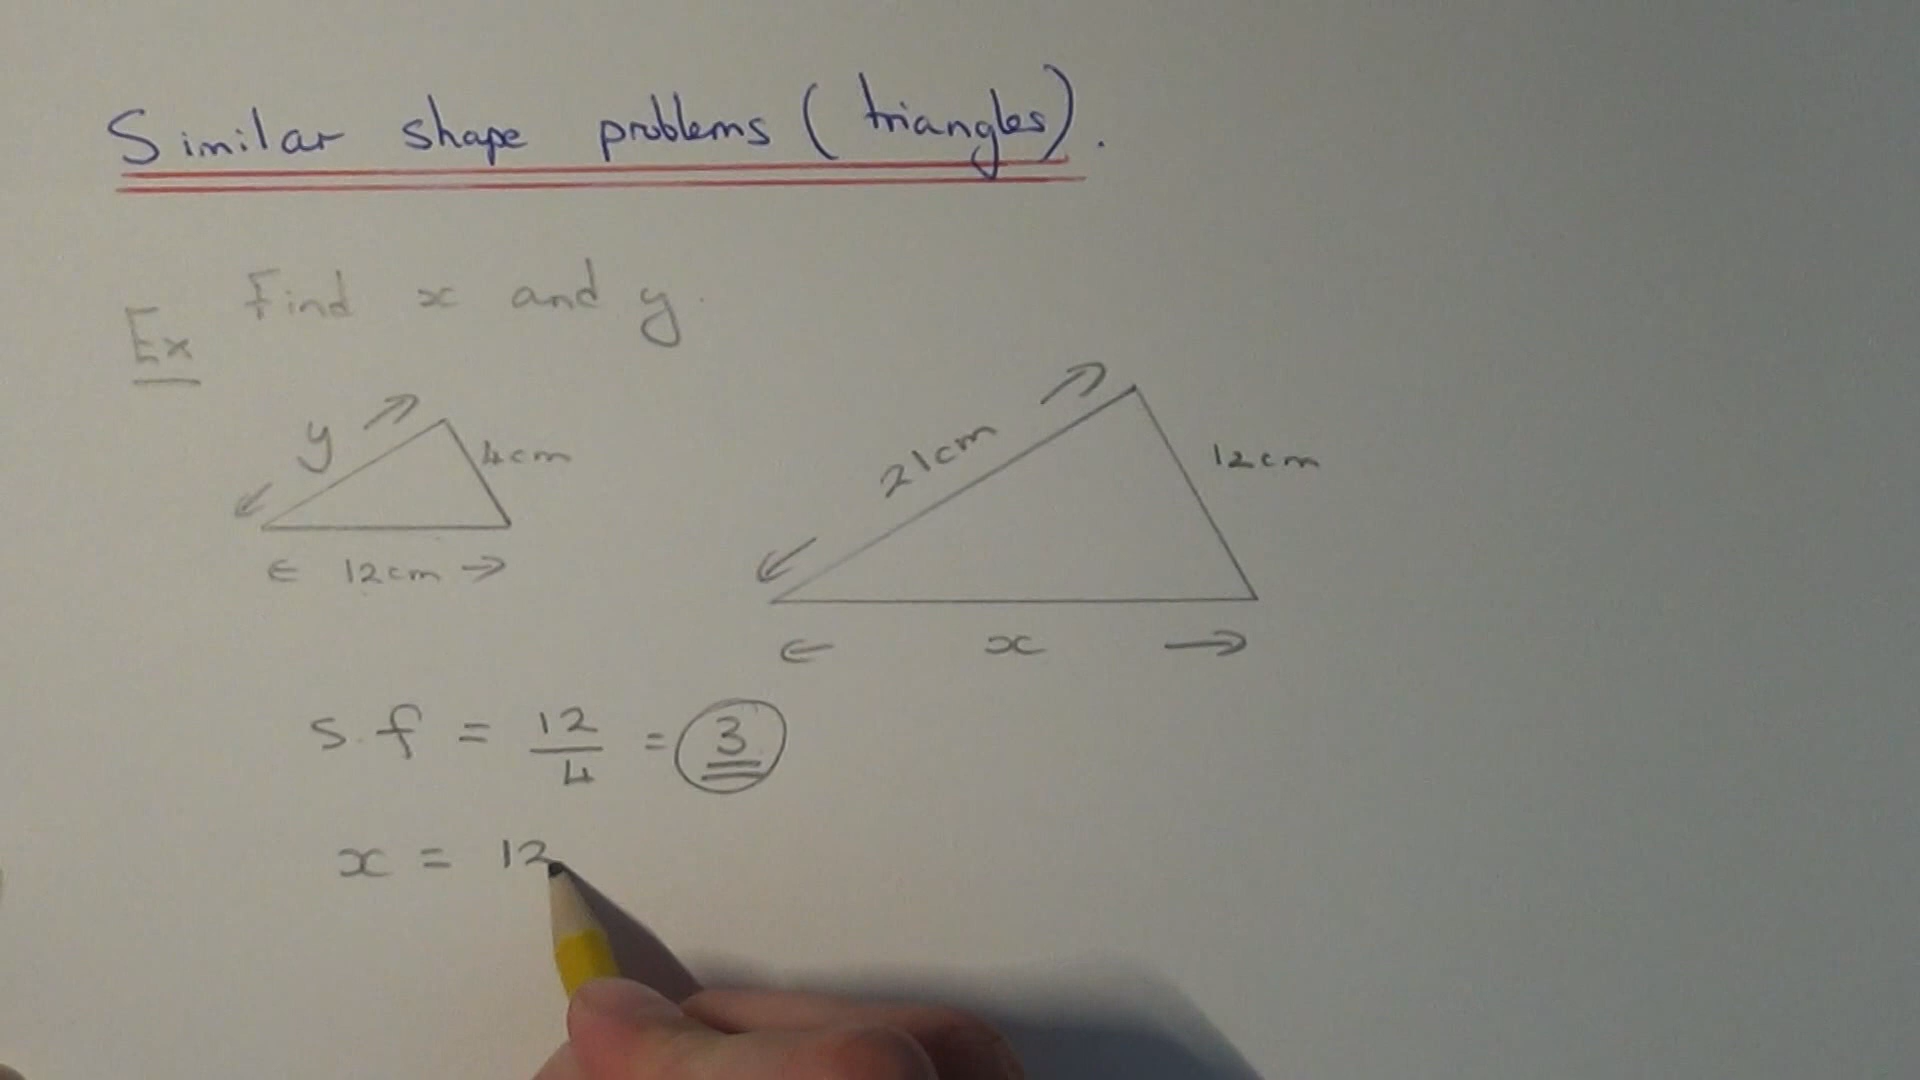 Similar shape problems (triangles).
Ex Find x and y.
y
4cm
12cm
21cm
12cm
x
s.f = 12/4 = 3
x = 12